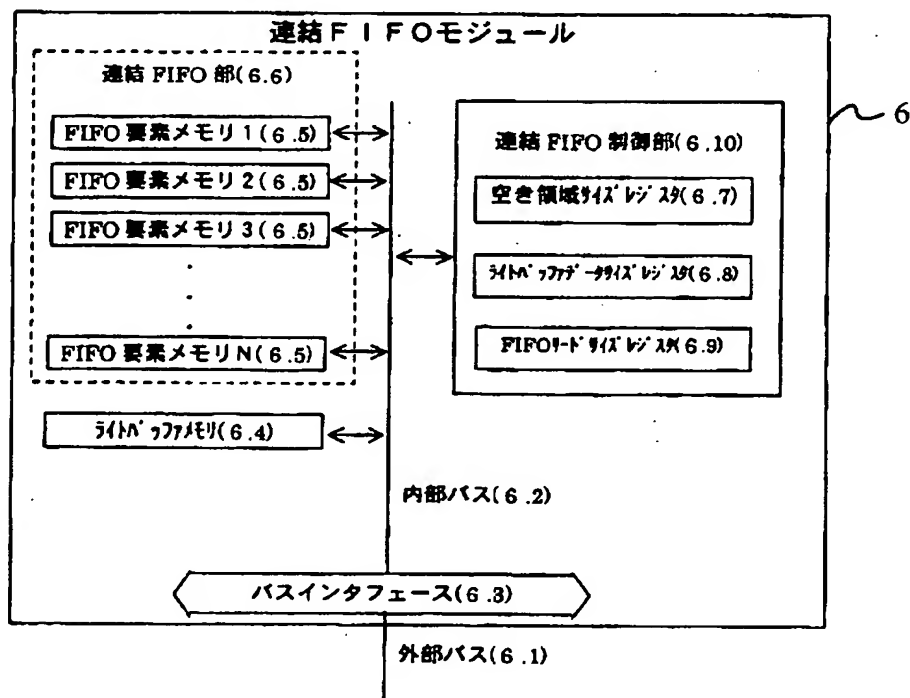 連結FIFOモジュール
連結 FIFO 部(6.6)
FIFO 要素メモリ 1(6.5)
FIFO 要素メモリ 2(6.5)
FIFO 要素メモリ 3(6.5)
FIFO 要素メモリ N(6.5)
ライトバッファメモリ(6.4)
連結 FIFO 制御部(6.10)
空き領域サイズレジスタ(6.7)
ライトバッファデータサイズレジスタ(6.8)
FIFOリードサイズレジスタ(6.9)
6
内部バス(6.2)
バスインタフェース(6.3)
外部バス(6.1)